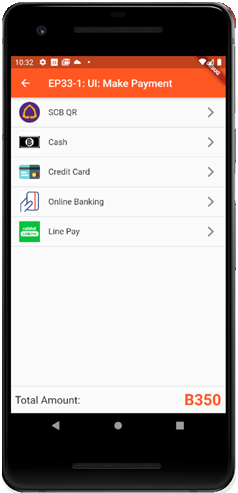 10:32
EP33-1: UI: Make Payment
SCB QR
Cash
Credit Card
Online Banking
Line Pay
Total Amount: B350